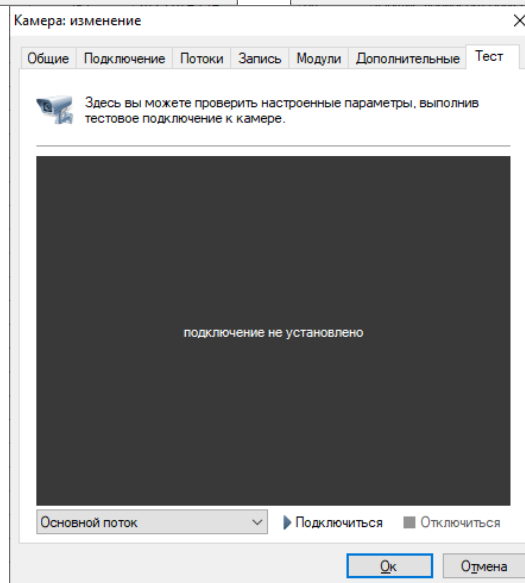 Камера: изменение
Общие Подключение Потоки Запись Модули Дополнительные Тест
Здесь вы можете проверить настроенные параметры, выполнив
тестовое подключение к камере.
подключение не установлено
Основной поток Подключиться Отключиться
Ок Отмена